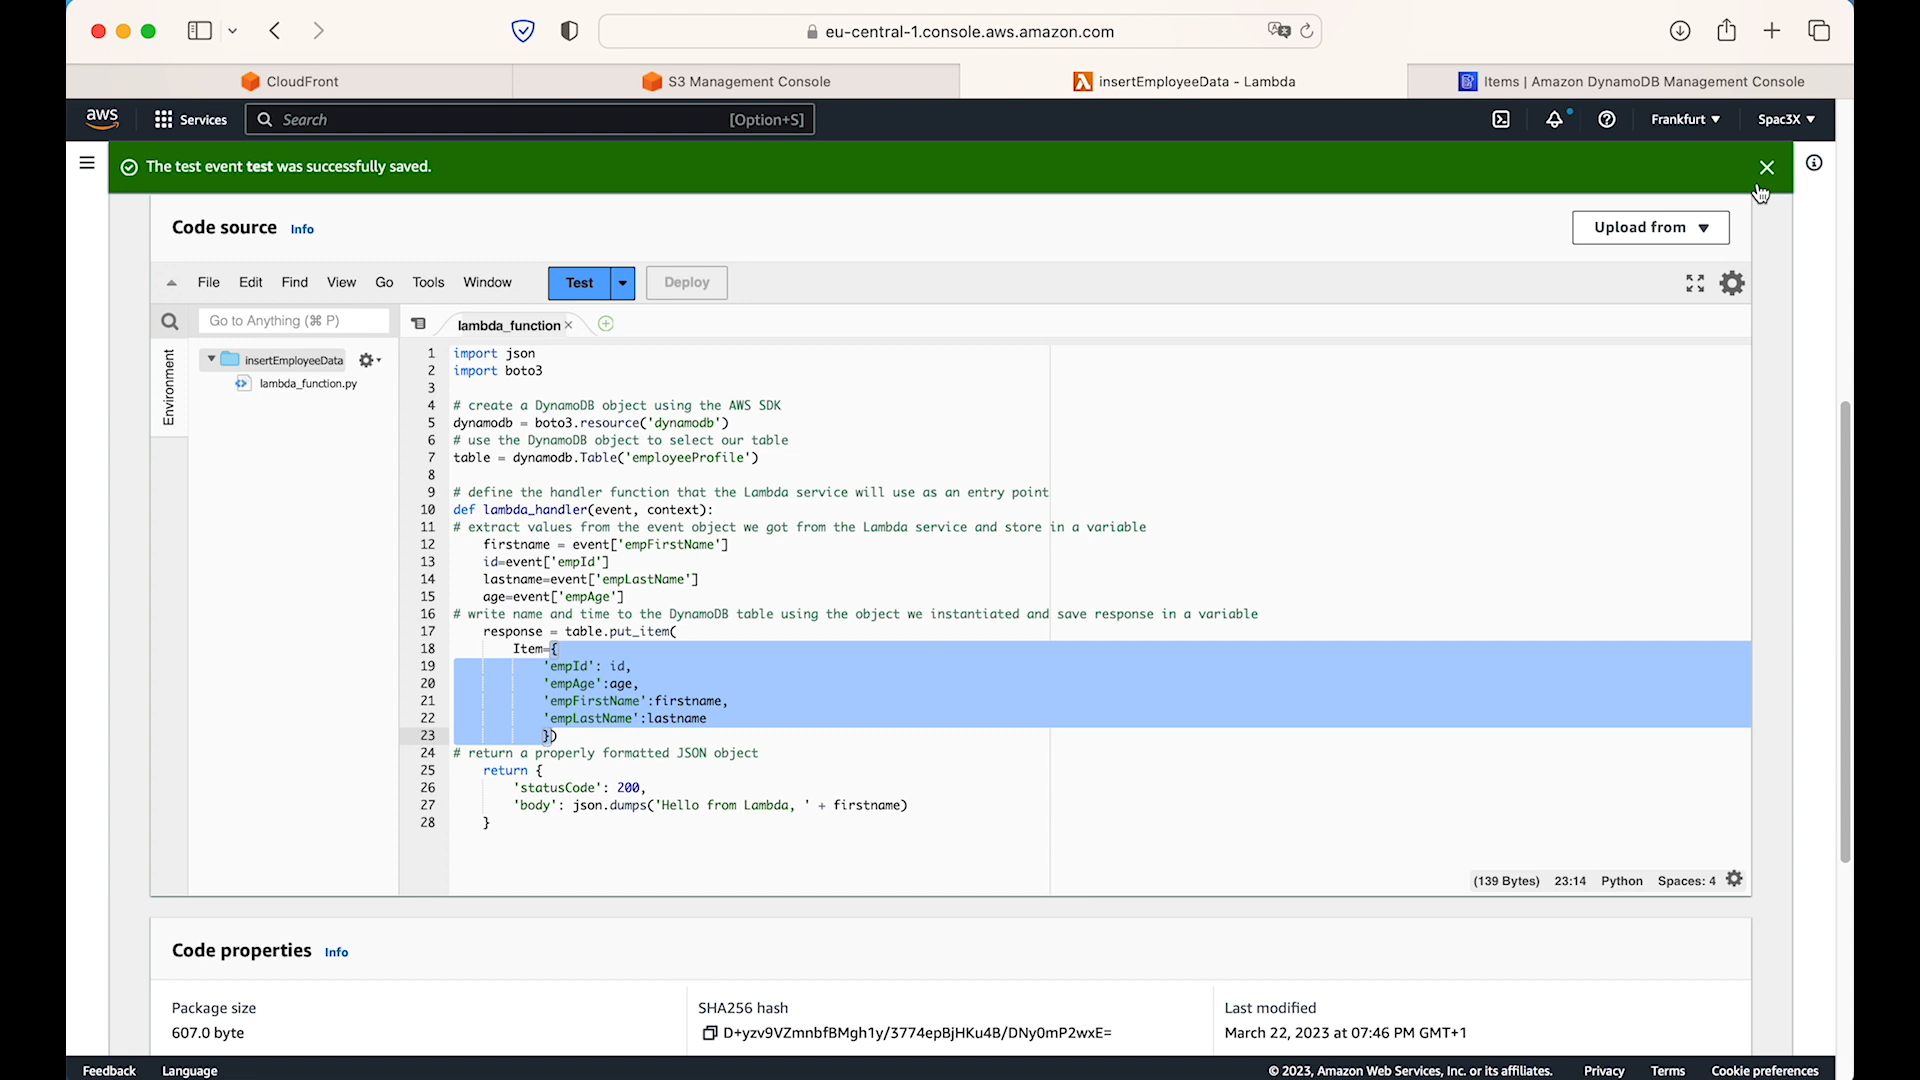 eu-central-1.console.aws.amazon.com
CloudFront
S3 Management Console
insertEmployeeData - Lambda
Items | Amazon DynamoDB Management Console
aws
Services
Search
[Option+S]
Frankfurt ▼
Spac3X ▼
The test event test was successfully saved.
Code source Info
Upload from ▼
File Edit Find View Go Tools Window
Test
Deploy
Go to Anything (⌘ P)
lambda_function ×
Environment
insertEmployeeData
lambda_function.py
1 import json
2 import boto3
3
4 # create a DynamoDB object using the AWS SDK
5 dynamodb = boto3.resource('dynamodb')
6 # use the DynamoDB object to select our table
7 table = dynamodb.Table('employeeProfile')
8
9 # define the handler function that the Lambda service will use as an entry point
10 def lambda_handler(event, context):
11 # extract values from the event object we got from the Lambda service and store in a variable
12     firstname = event['empFirstName']
13     id=event['empId']
14     lastname=event['empLastName']
15     age=event['empAge']
16 # write name and time to the DynamoDB table using the object we instantiated and save response in a variable
17     response = table.put_item(
18         Item={
19             'empId': id,
20             'empAge':age,
21             'empFirstName':firstname,
22             'empLastName':lastname
23             })
24 # return a properly formatted JSON object
25     return {
26         'statusCode': 200,
27         'body': json.dumps('Hello from Lambda, ' + firstname)
28     }
(139 Bytes) 23:14 Python Spaces: 4
Code properties Info
Package size
607.0 byte
SHA256 hash
D+yzv9VZmnbfBMgh1y/3774epBjHKu4B/DNy0mP2wxE=
Last modified
March 22, 2023 at 07:46 PM GMT+1
Feedback Language
© 2023, Amazon Web Services, Inc. or its affiliates. Privacy Terms Cookie preferences